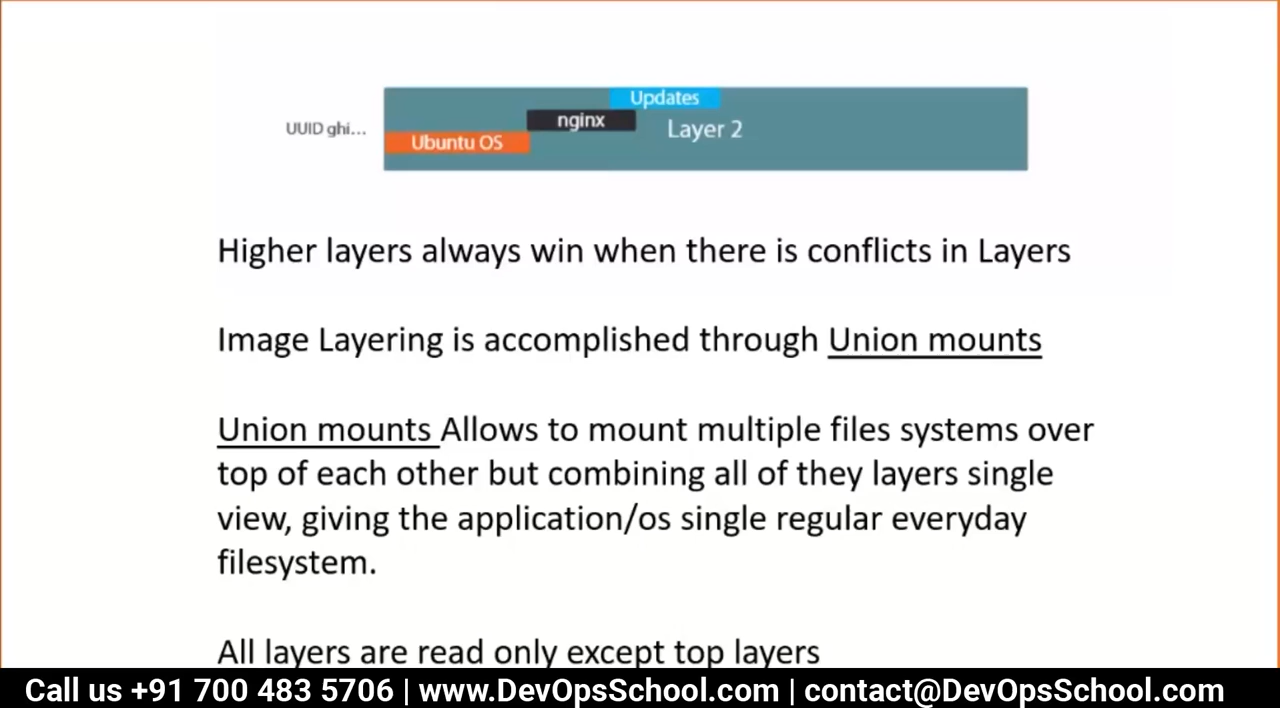 Updates
nginx
UUID ghi...
Layer 2
Ubuntu OS
Higher layers always win when there is conflicts in Layers
Image Layering is accomplished through Union mounts
Union mounts Allows to mount multiple files systems over
top of each other but combining all of they layers single
view, giving the application/os single regular everyday
filesystem.
All layers are read only except top layers
Call us +91 700 483 5706 | www.DevOpsSchool.com | contact@DevOpsSchool.com